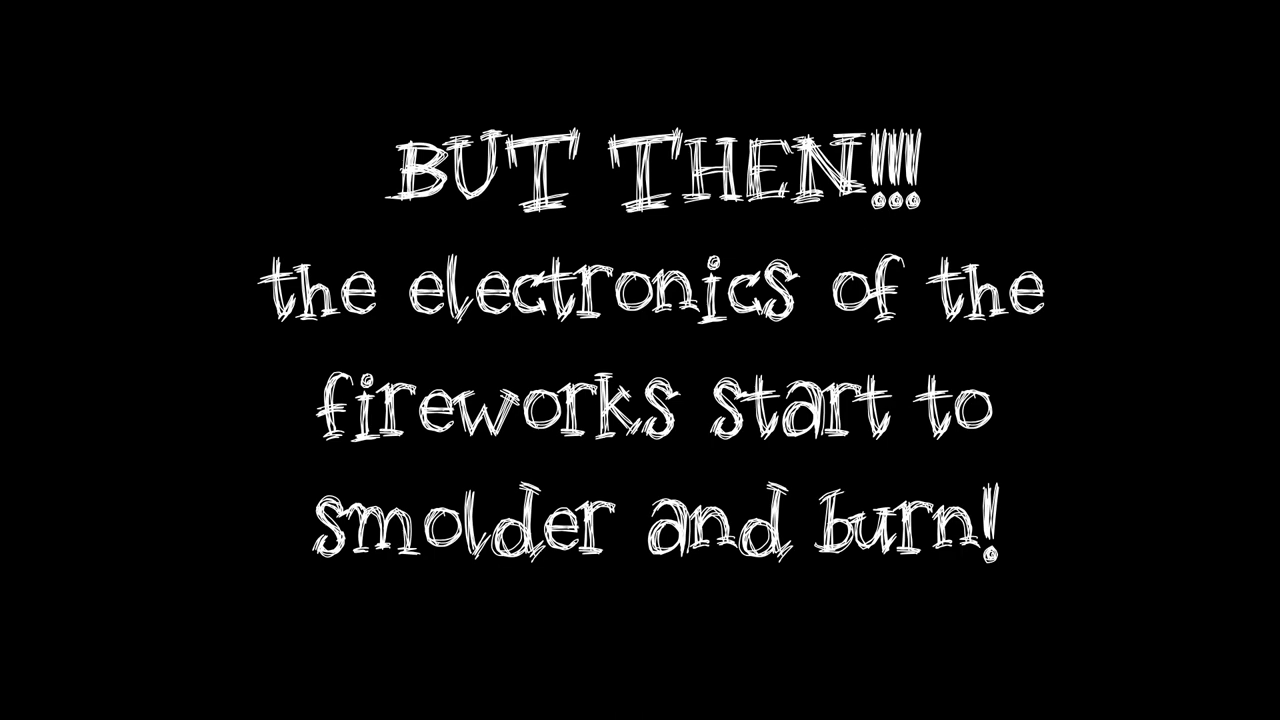 BUT THEN!!!
the electronics of the
fireworks start to
smolder and burn!